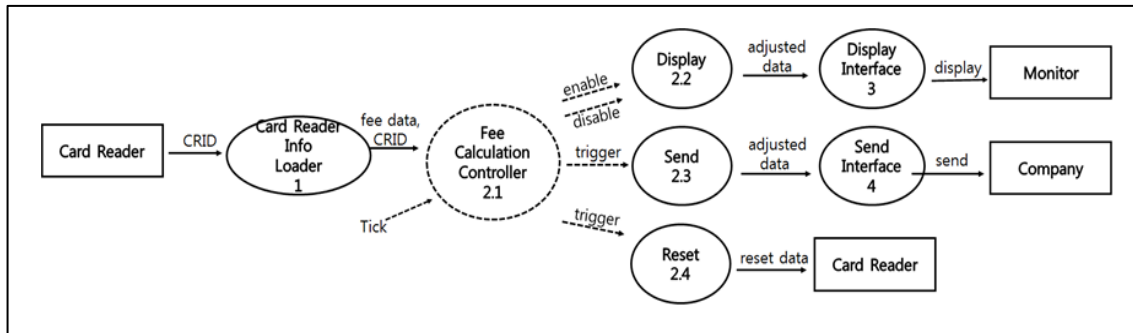 Card Reader
CRID
Card Reader
Info
Loader
1
fee data,
CRID
Tick
Fee
Calculation
Controller
2.1
enable
disable
trigger
trigger
Display
2.2
adjusted
data
Display
Interface
3
display
Monitor
Send
2.3
adjusted
data
Send
Interface
4
send
Company
Reset
2.4
reset data
Card Reader